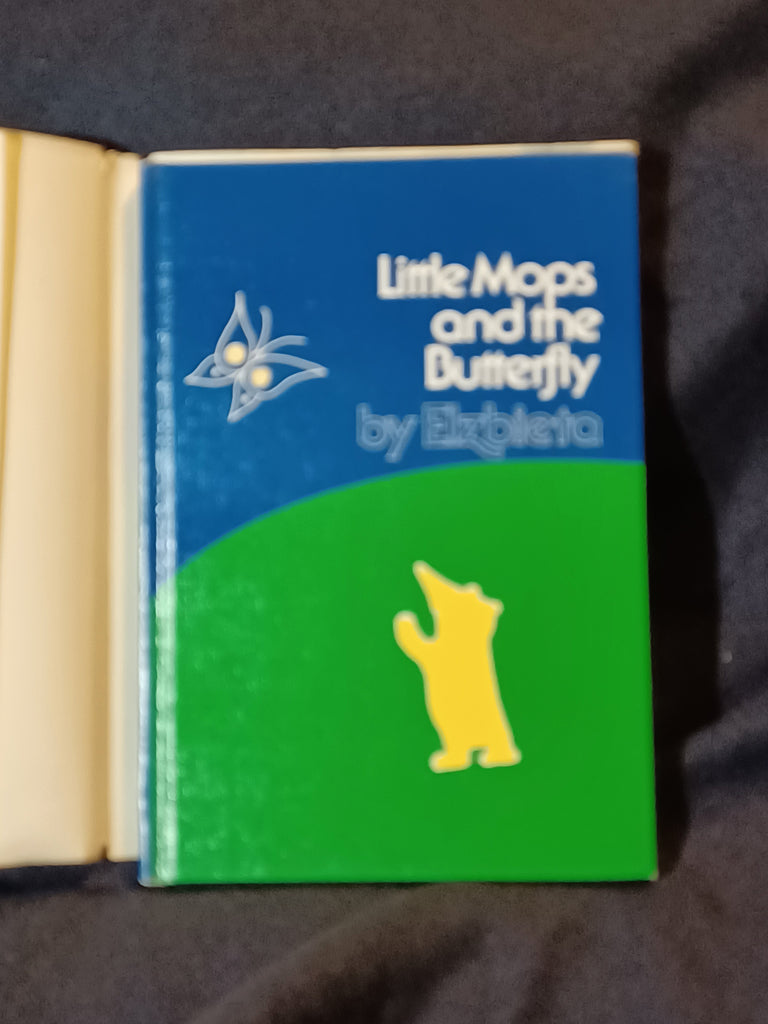 Little Mops
and the
Butterfly
by Elzbieta